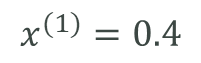 x⁽¹⁾ = 0.4